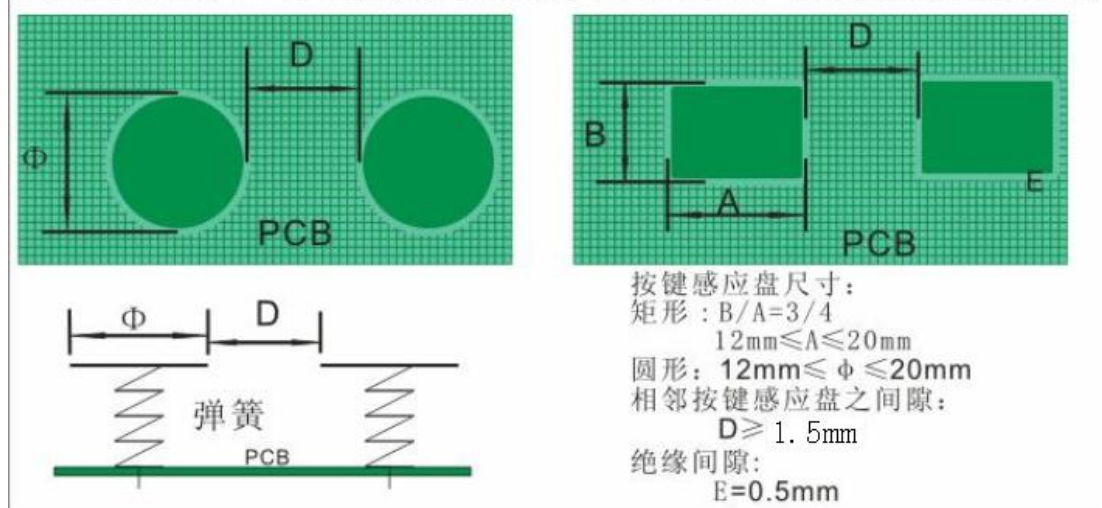 D
Φ
PCB
D
B
A
E
PCB
Φ
D
弹簧
PCB
按键感应盘尺寸：
矩形：B/A=3/4
12mm≤A≤20mm
圆形：12mm≤φ≤20mm
相邻按键感应盘之间隙：
D≥1.5mm
绝缘间隙:
E=0.5mm